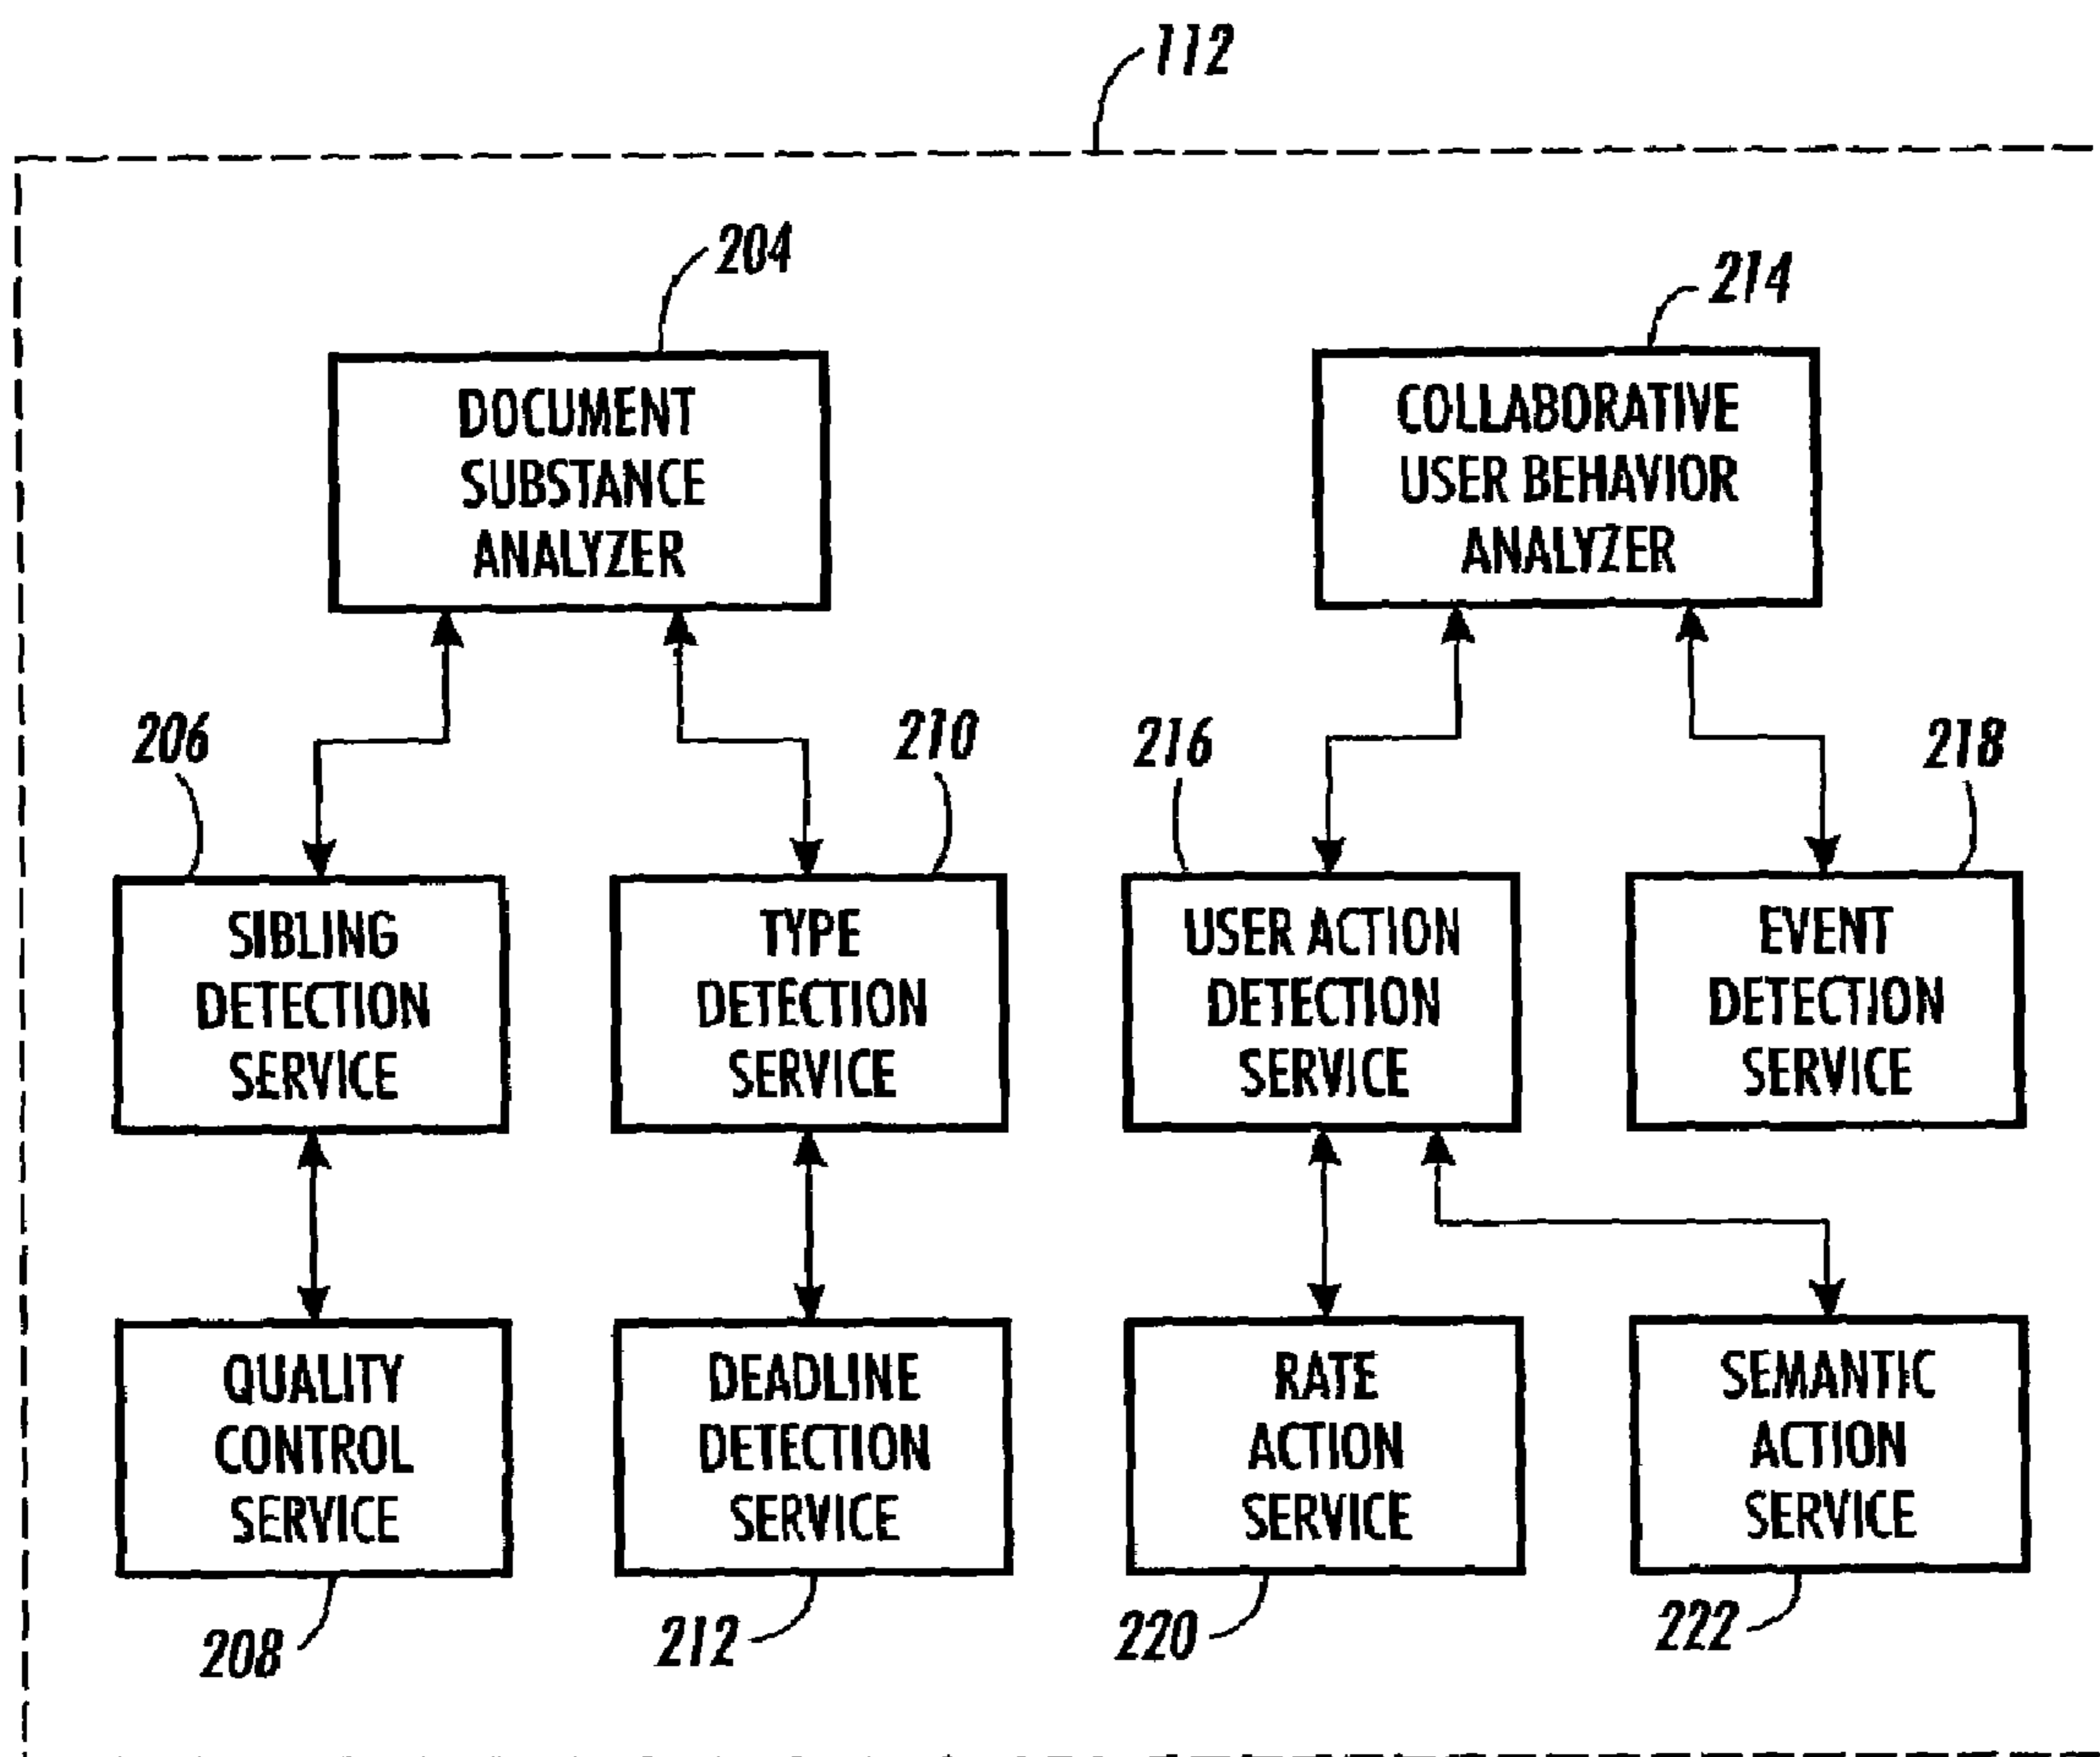 112
204
214
DOCUMENT
SUBSTANCE
ANALYZER
COLLABORATIVE
USER BEHAVIOR
ANALYZER
206
210
216
218
SIBLING
DETECTION
SERVICE
TYPE
DETECTION
SERVICE
USER ACTION
DETECTION
SERVICE
EVENT
DETECTION
SERVICE
QUALITY
CONTROL
SERVICE
DEADLINE
DETECTION
SERVICE
RATE
ACTION
SERVICE
SEMANTIC
ACTION
SERVICE
208
212
220
222